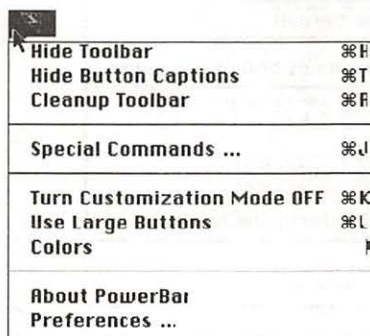 Hide Toolbar ⌘H
Hide Button Captions ⌘T
Cleanup Toolbar ⌘R
Special Commands ... ⌘J
Turn Customization Mode OFF ⌘K
Use Large Buttons ⌘L
Colors
About PowerBar
Preferences ...